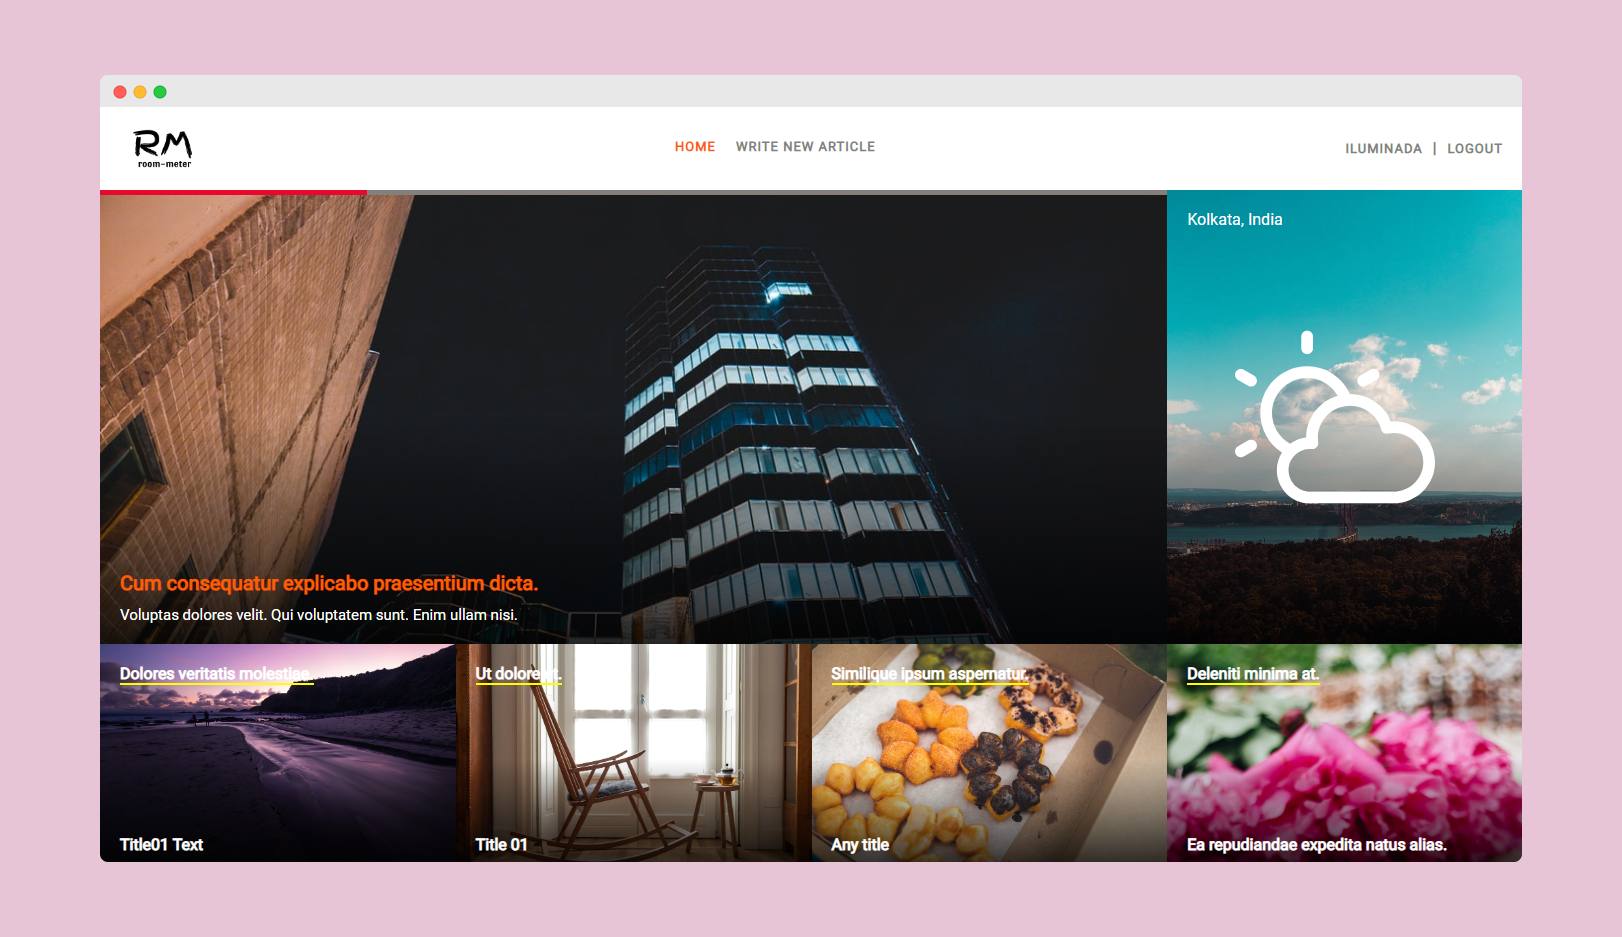 RM
room-meter
HOME WRITE NEW ARTICLE
ILUMINADA | LOGOUT
Kolkata, India
Cum consequatur explicabo praesentium dicta.
Voluptas dolores velit. Qui voluptatem sunt. Enim ullam nisi.
Dolores veritatis molestiae.
Ut dolore
Similique ipsum aspernatur.
Deleniti minima at.
Title01 Text
Title 01
Any title
Ea repudiandae expedita natus alias.